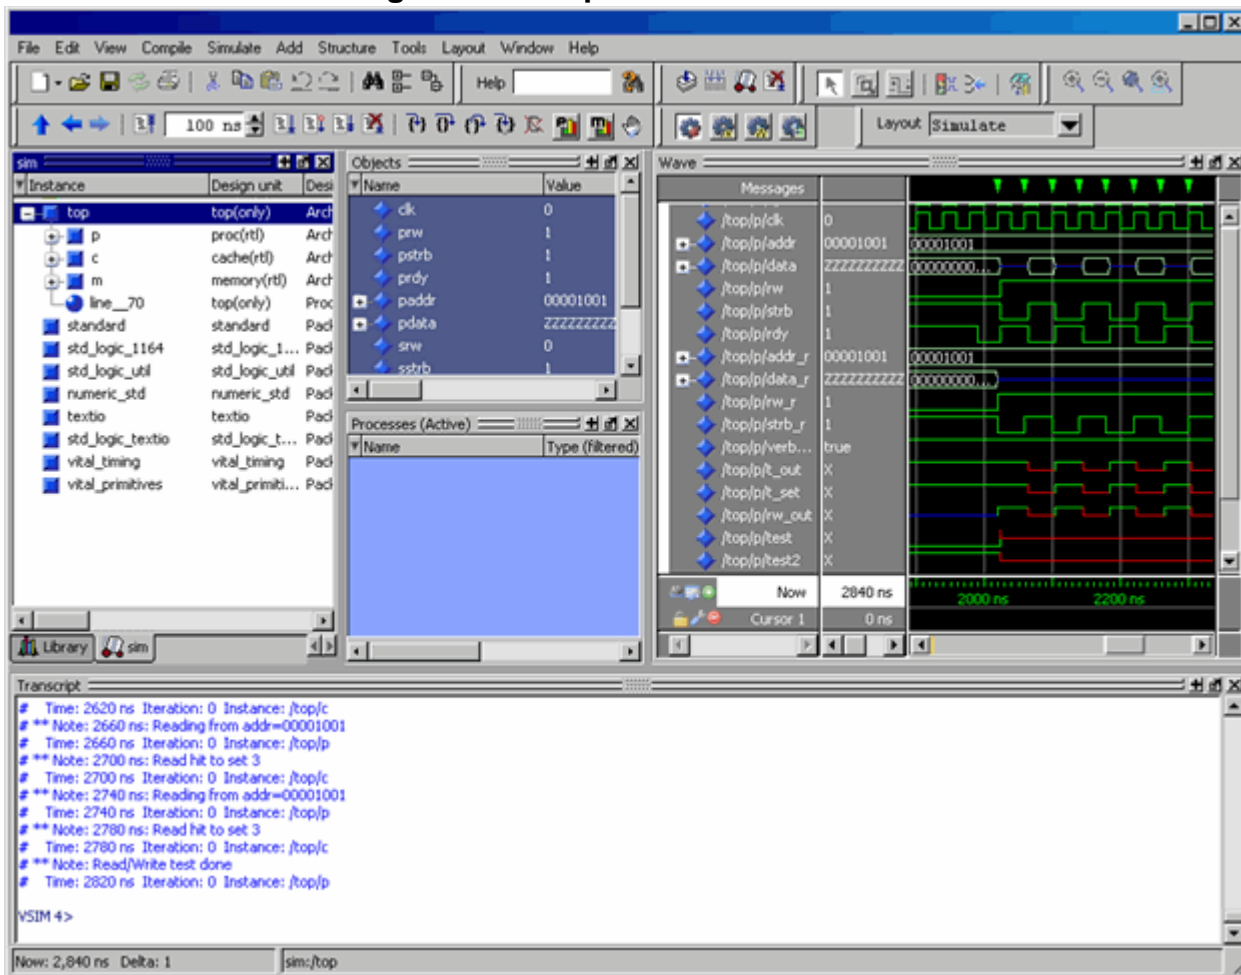 File Edit View Compile Simulate Add Structure Tools Layout Window Help
Help
100 ns
Layout Simulate
sim
Instance Design unit Desi
top top(only) Arch
p proc(rtl) Arch
c cache(rtl) Arch
m memory(rtl) Arch
line__70 top(only) Proc
standard standard Pack
std_logic_1164 std_logic_1... Pack
std_logic_util std_logic_util Pack
numeric_std numeric_std Pack
textio textio Pack
std_logic_textio std_logic_t... Pack
vital_timing vital_timing Pack
vital_primitives vital_primiti... Pack
Library sim
Objects
Name Value
clk 0
prw 1
pstrb 1
prdy 1
paddr 00001001
pdata ZZZZZZZZZ
srw 0
sstrb 1
Processes (Active)
Name Type (filtered)
Wave
Messages
/top/p/clk 0
/top/p/addr 00001001 00001001
/top/p/data ZZZZZZZZZZ 00000000...
/top/p/rw 1
/top/p/strb 1
/top/p/rdy 1
/top/p/addr_r 00001001 00001001
/top/p/data_r ZZZZZZZZZZ 00000000...
/top/p/rw_r 1
/top/p/strb_r 1
/top/p/verb... true
/top/p/t_out X
/top/p/t_set X
/top/p/rw_out X
/top/p/test X
/top/p/test2 X
Now 2840 ns 2000 ns 2200 ns
Cursor 1 0 ns
Transcript
# Time: 2620 ns Iteration: 0 Instance: /top/c
# ** Note: 2660 ns: Reading from addr=00001001
# Time: 2660 ns Iteration: 0 Instance: /top/p
# ** Note: 2700 ns: Read hit to set 3
# Time: 2700 ns Iteration: 0 Instance: /top/c
# ** Note: 2740 ns: Reading from addr=00001001
# Time: 2740 ns Iteration: 0 Instance: /top/p
# ** Note: 2780 ns: Read hit to set 3
# Time: 2780 ns Iteration: 0 Instance: /top/c
# ** Note: Read/Write test done
# Time: 2820 ns Iteration: 0 Instance: /top/p
VSIM 4>
Now: 2,840 ns Delta: 1 sim:/top